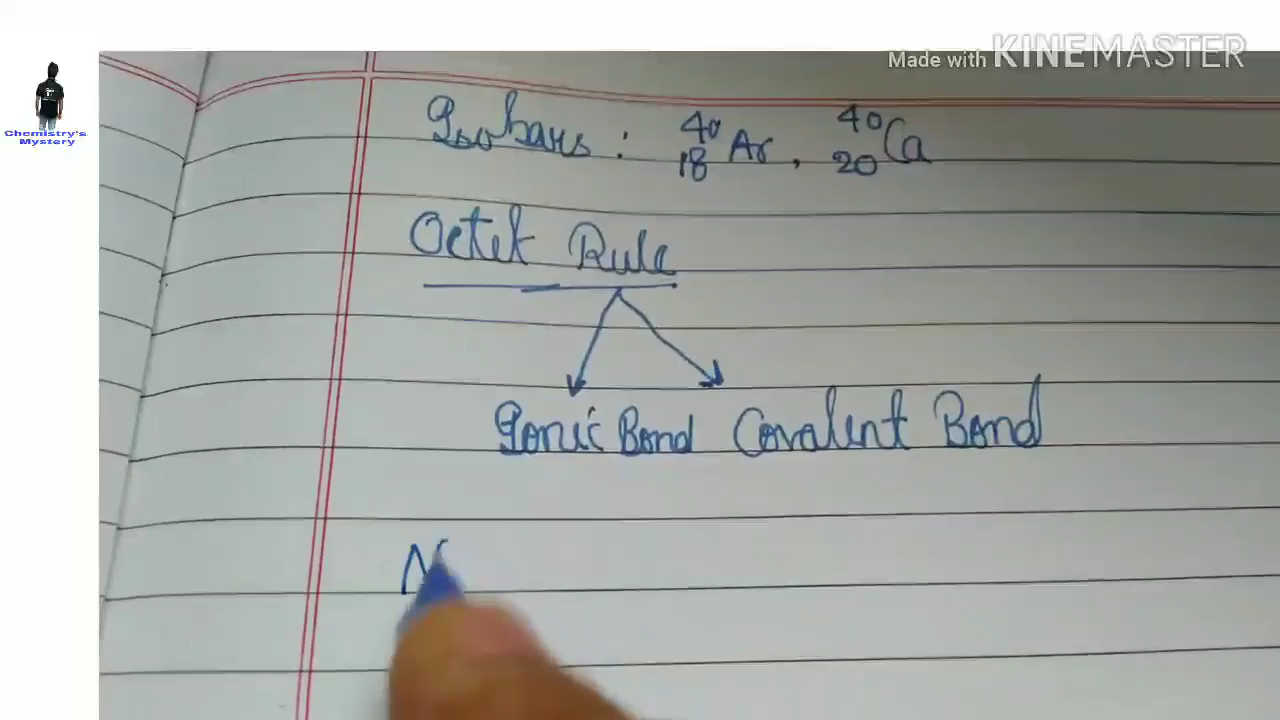 Made with KINEMASTER
Chemistry's
Mystery
Isobars : ⁴⁰₁₈Ar, ⁴⁰₂₀Ca
Octet Rule
Ionic Bond Covalent Bond
N